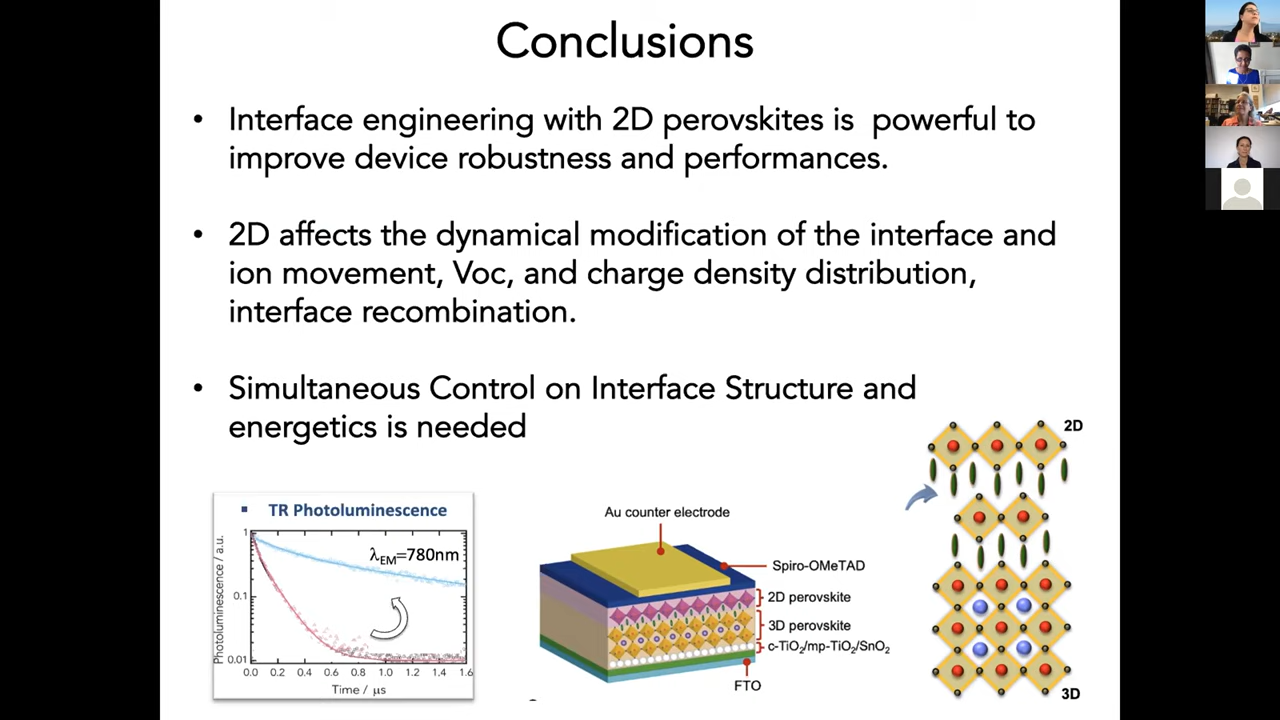 Conclusions
• Interface engineering with 2D perovskites is powerful to
improve device robustness and performances.
• 2D affects the dynamical modification of the interface and
ion movement, Voc, and charge density distribution,
interface recombination.
• Simultaneous Control on Interface Structure and
energetics is needed
▪ TR Photoluminescence
λEM=780nm
Photoluminescence / a.u.
1
0.1
0.01
0.0 0.2 0.4 0.6 0.8 1.0 1.2 1.4 1.6
Time / μs
Au counter electrode
Spiro-OMeTAD
2D perovskite
3D perovskite
c-TiO2/mp-TiO2/SnO2
FTO
2D
3D